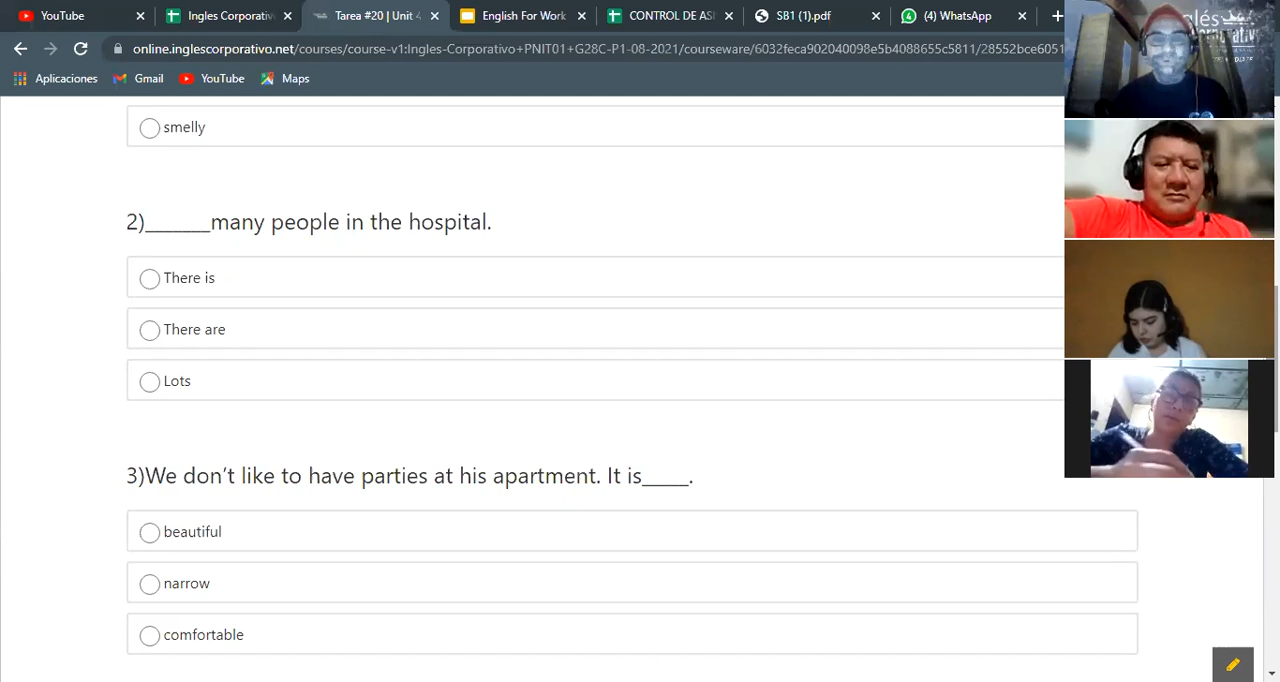 YouTube
Ingles Corporativ
Tarea #20 | Unit 4
English For Work
CONTROL DE ASI
SB1 (1).pdf
(4) WhatsApp
online.inglescorporativo.net/courses/course-v1:Ingles-Corporativo+PNIT01+G28C-P1-08-2021/courseware/6032feca902040098e5b4088655c5811/28552bce6051
Aplicaciones
Gmail
YouTube
Maps
smelly
2)______many people in the hospital.
There is
There are
Lots
3)We don't like to have parties at his apartment. It is_____.
beautiful
narrow
comfortable